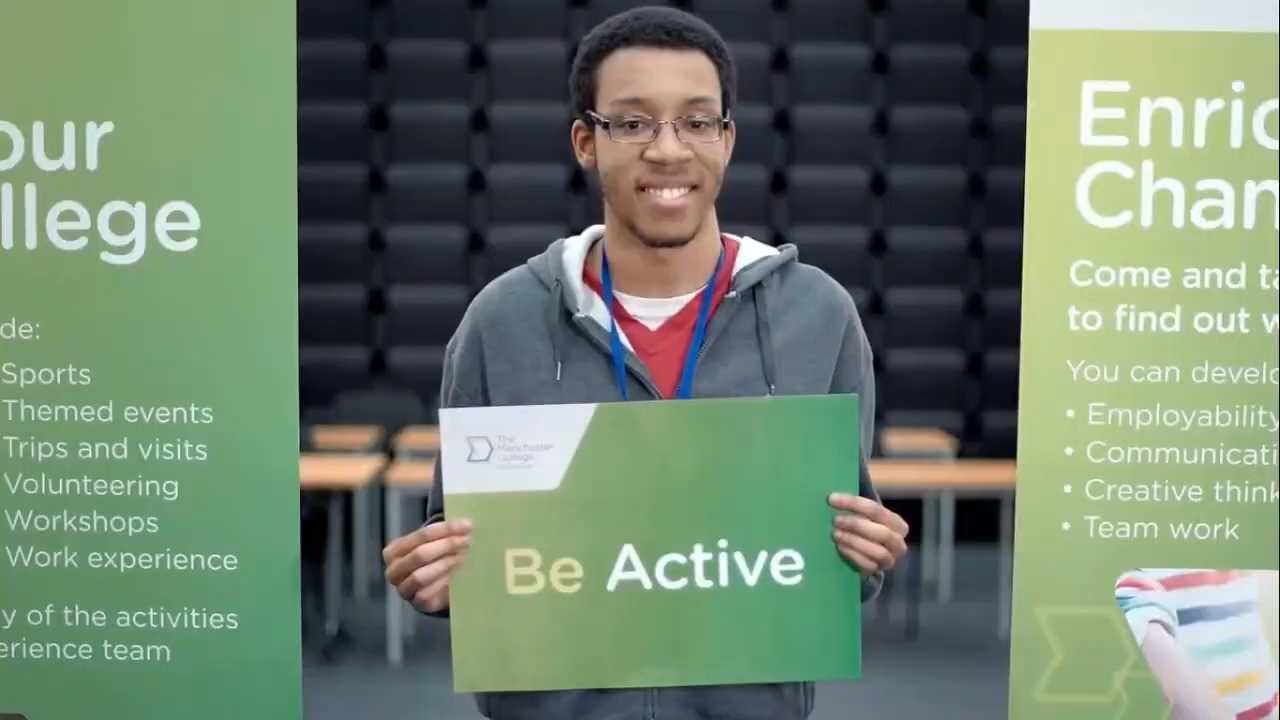 our
llege
de:
Sports
Themed events
Trips and visits
Volunteering
Workshops
Work experience
y of the activities
erience team
The
Manchester
College
Be Active
Enric
Chan
Come and ta
to find out w
You can develo
• Employability
• Communicati
• Creative think
• Team work